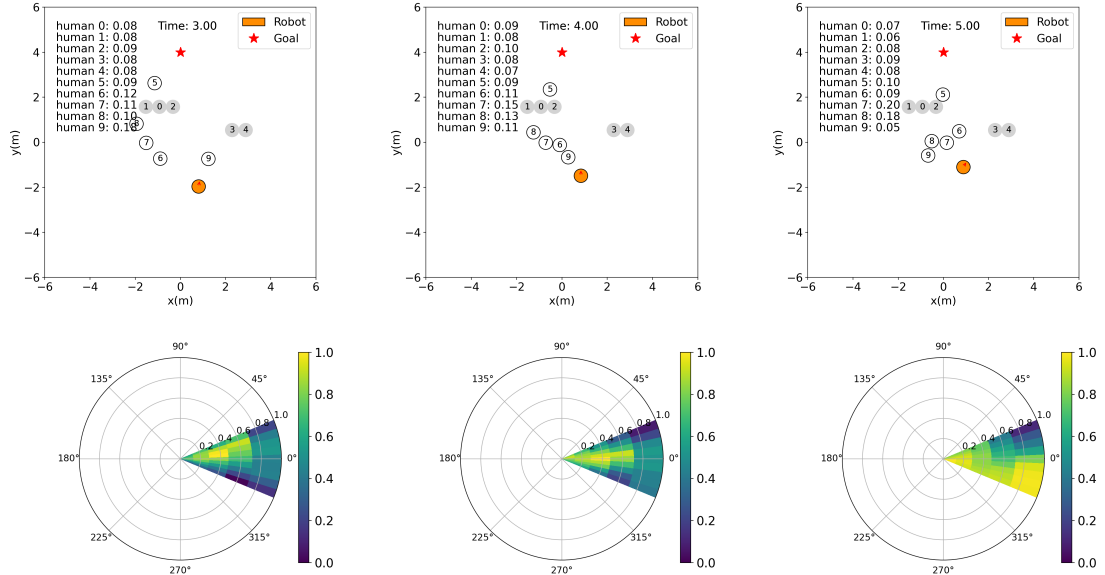 human 0: 0.08
human 1: 0.08
human 2: 0.09
human 3: 0.08
human 4: 0.08
human 5: 0.09
human 6: 0.12
human 7: 0.11
human 8: 0.10
human 9: 0.18
Time: 3.00
Robot
Goal
5
1 0 2
8
3 4
7
6
9
6
4
2
0
−2
−4
−6
y(m)
−6 −4 −2 0 2 4 6
x(m)
human 0: 0.09
human 1: 0.08
human 2: 0.10
human 3: 0.08
human 4: 0.07
human 5: 0.09
human 6: 0.11
human 7: 0.15
human 8: 0.13
human 9: 0.11
Time: 4.00
Robot
Goal
5
1 0 2
8
3 4
7
6
9
6
4
2
0
−2
−4
−6
y(m)
−6 −4 −2 0 2 4 6
x(m)
human 0: 0.07
human 1: 0.06
human 2: 0.08
human 3: 0.09
human 4: 0.08
human 5: 0.10
human 6: 0.09
human 7: 0.20
human 8: 0.18
human 9: 0.05
Time: 5.00
Robot
Goal
5
1 0 2
6
3 4
8
7
9
6
4
2
0
−2
−4
−6
y(m)
−6 −4 −2 0 2 4 6
x(m)
90°
135°
45°
180°
0°
225°
315°
270°
0.2 0.4 0.6 0.8 1.0
1.0
0.8
0.6
0.4
0.2
0.0
90°
135°
45°
180°
0°
225°
315°
270°
0.2 0.4 0.6 0.8 1.0
1.0
0.8
0.6
0.4
0.2
0.0
90°
135°
45°
180°
0°
225°
315°
270°
0.2 0.4 0.6 0.8 1.0
1.0
0.8
0.6
0.4
0.2
0.0